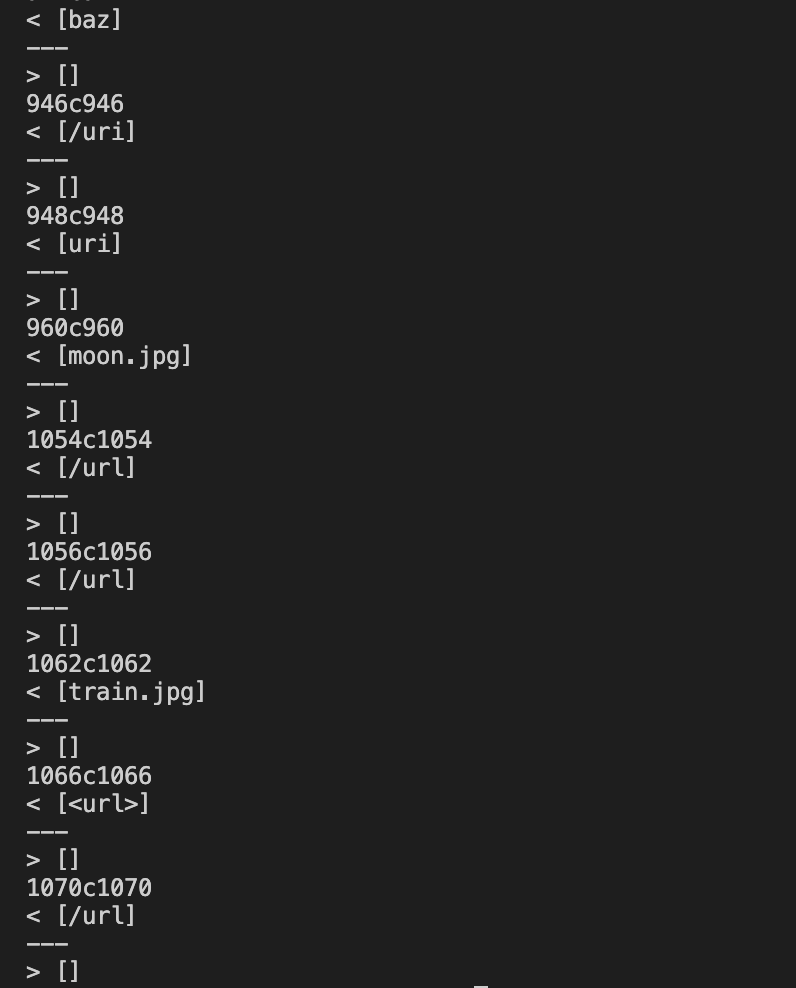 < [baz]
---
> []
946c946
< [/uri]
---
> []
948c948
< [uri]
---
> []
960c960
< [moon.jpg]
---
> []
1054c1054
< [/url]
---
> []
1056c1056
< [/url]
---
> []
1062c1062
< [train.jpg]
---
> []
1066c1066
< [<url>]
---
> []
1070c1070
< [/url]
---
> []